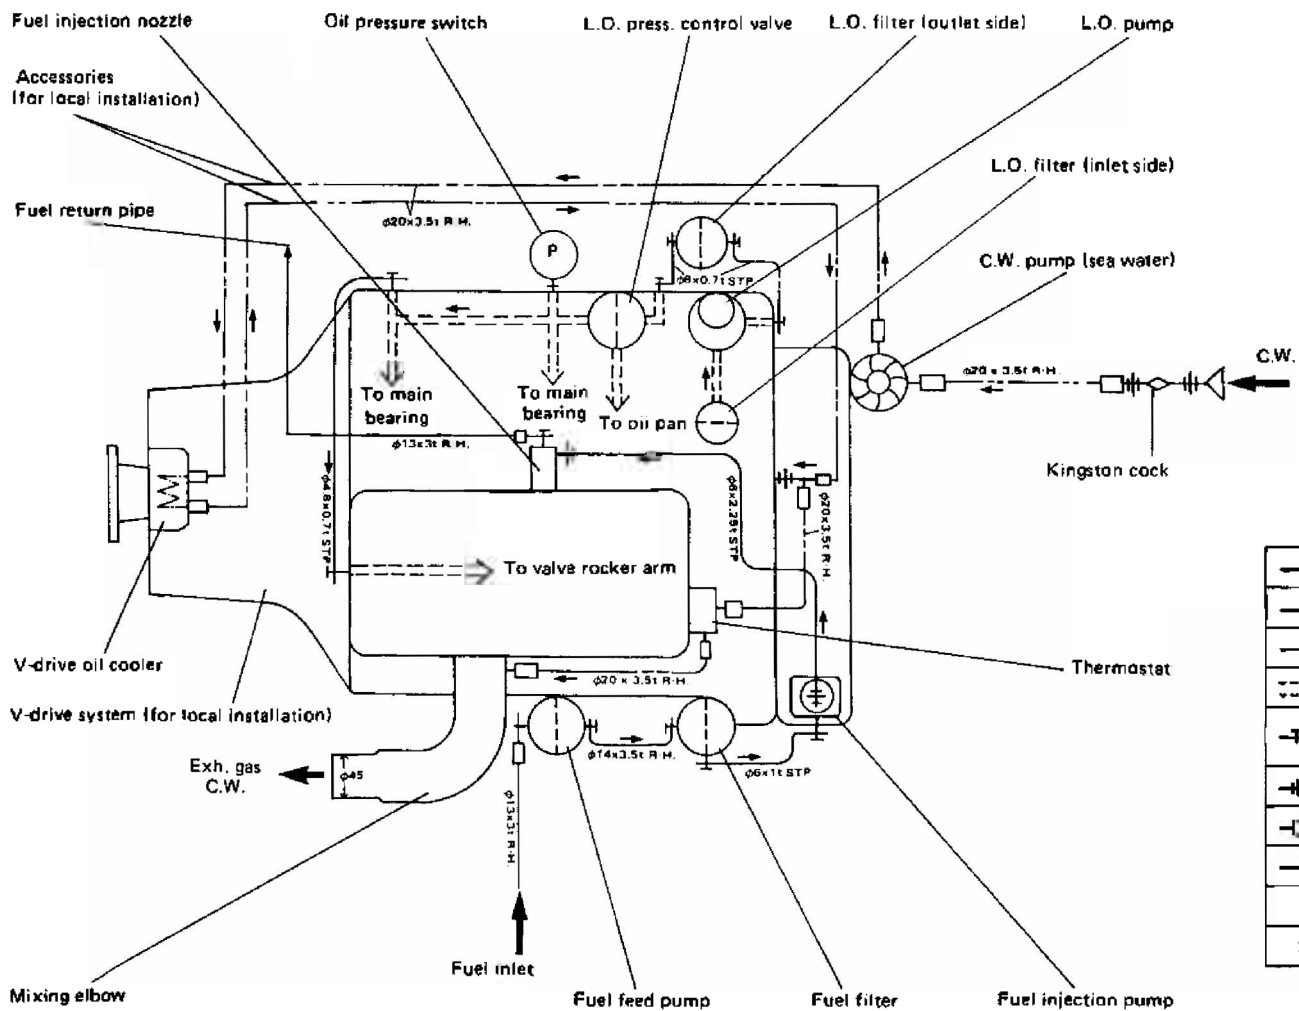 Fuel injection nozzle
Oil pressure switch
L.O. press. control valve
L.O. filter (outlet side)
L.O. pump
Accessories
(for local installation)
L.O. filter (inlet side)
Fuel return pipe
φ20x3.5t R.H.
P
φ8x0.7t STP
C.W. pump (sea water)
C.W.
φ20 x 3.5t R.H.
To main
bearing
To main
bearing
To oil pan
φ13x3t R.H.
Kingston cock
φ4.8x0.7t STP
φ6x2.25t STP
φ20x3.5t R.H
To valve rocker arm
V-drive oil cooler
Thermostat
φ20 x 3.5t R.H.
V-drive system (for local installation)
φ14x3.5t R.H.
φ6x1t STP
Exh. gas
C.W.
φ45
φ13x3t R.H.
Fuel inlet
Mixing elbow
Fuel feed pump
Fuel filter
Fuel injection pump